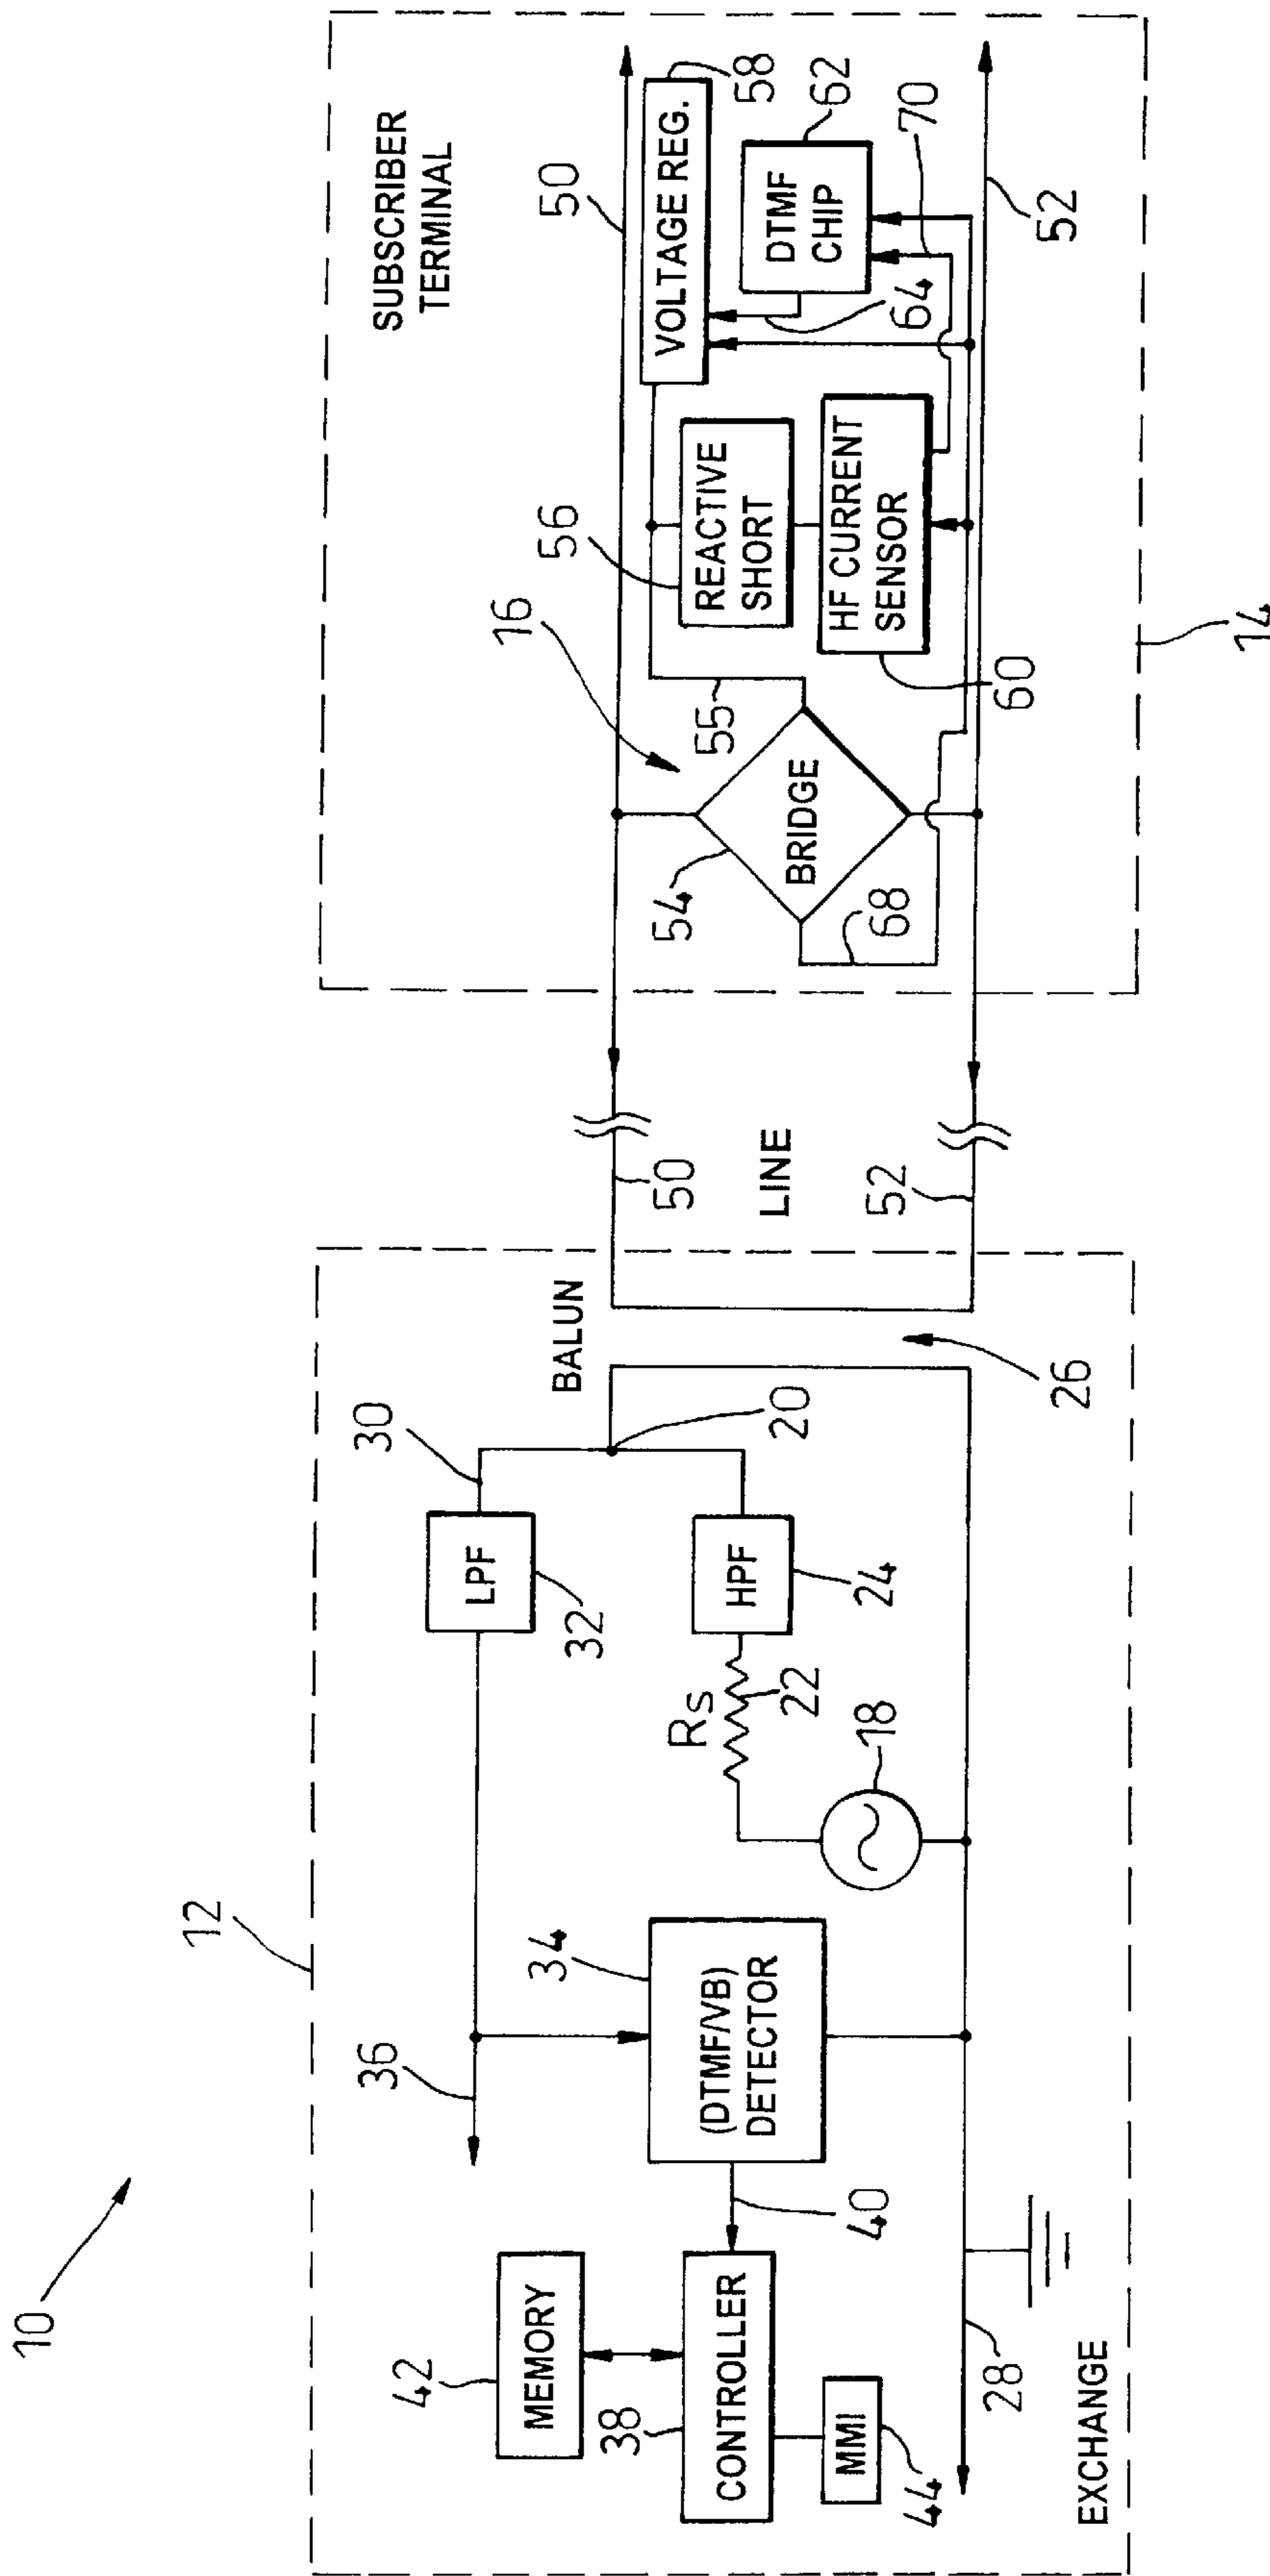 10
12
EXCHANGE
42
MEMORY
38
CONTROLLER
MMI
44
28
40
36
34
(DTMF/VB)
DETECTOR
18
RS
22
HPF
24
LPF
32
30
20
BALUN
26
50
LINE
52
SUBSCRIBER
TERMINAL
14
16
54
BRIDGE
68
55
56
REACTIVE
SHORT
HF CURRENT
SENSOR
60
50
VOLTAGE REG.
58
DTMF
CHIP
62
64
70
52